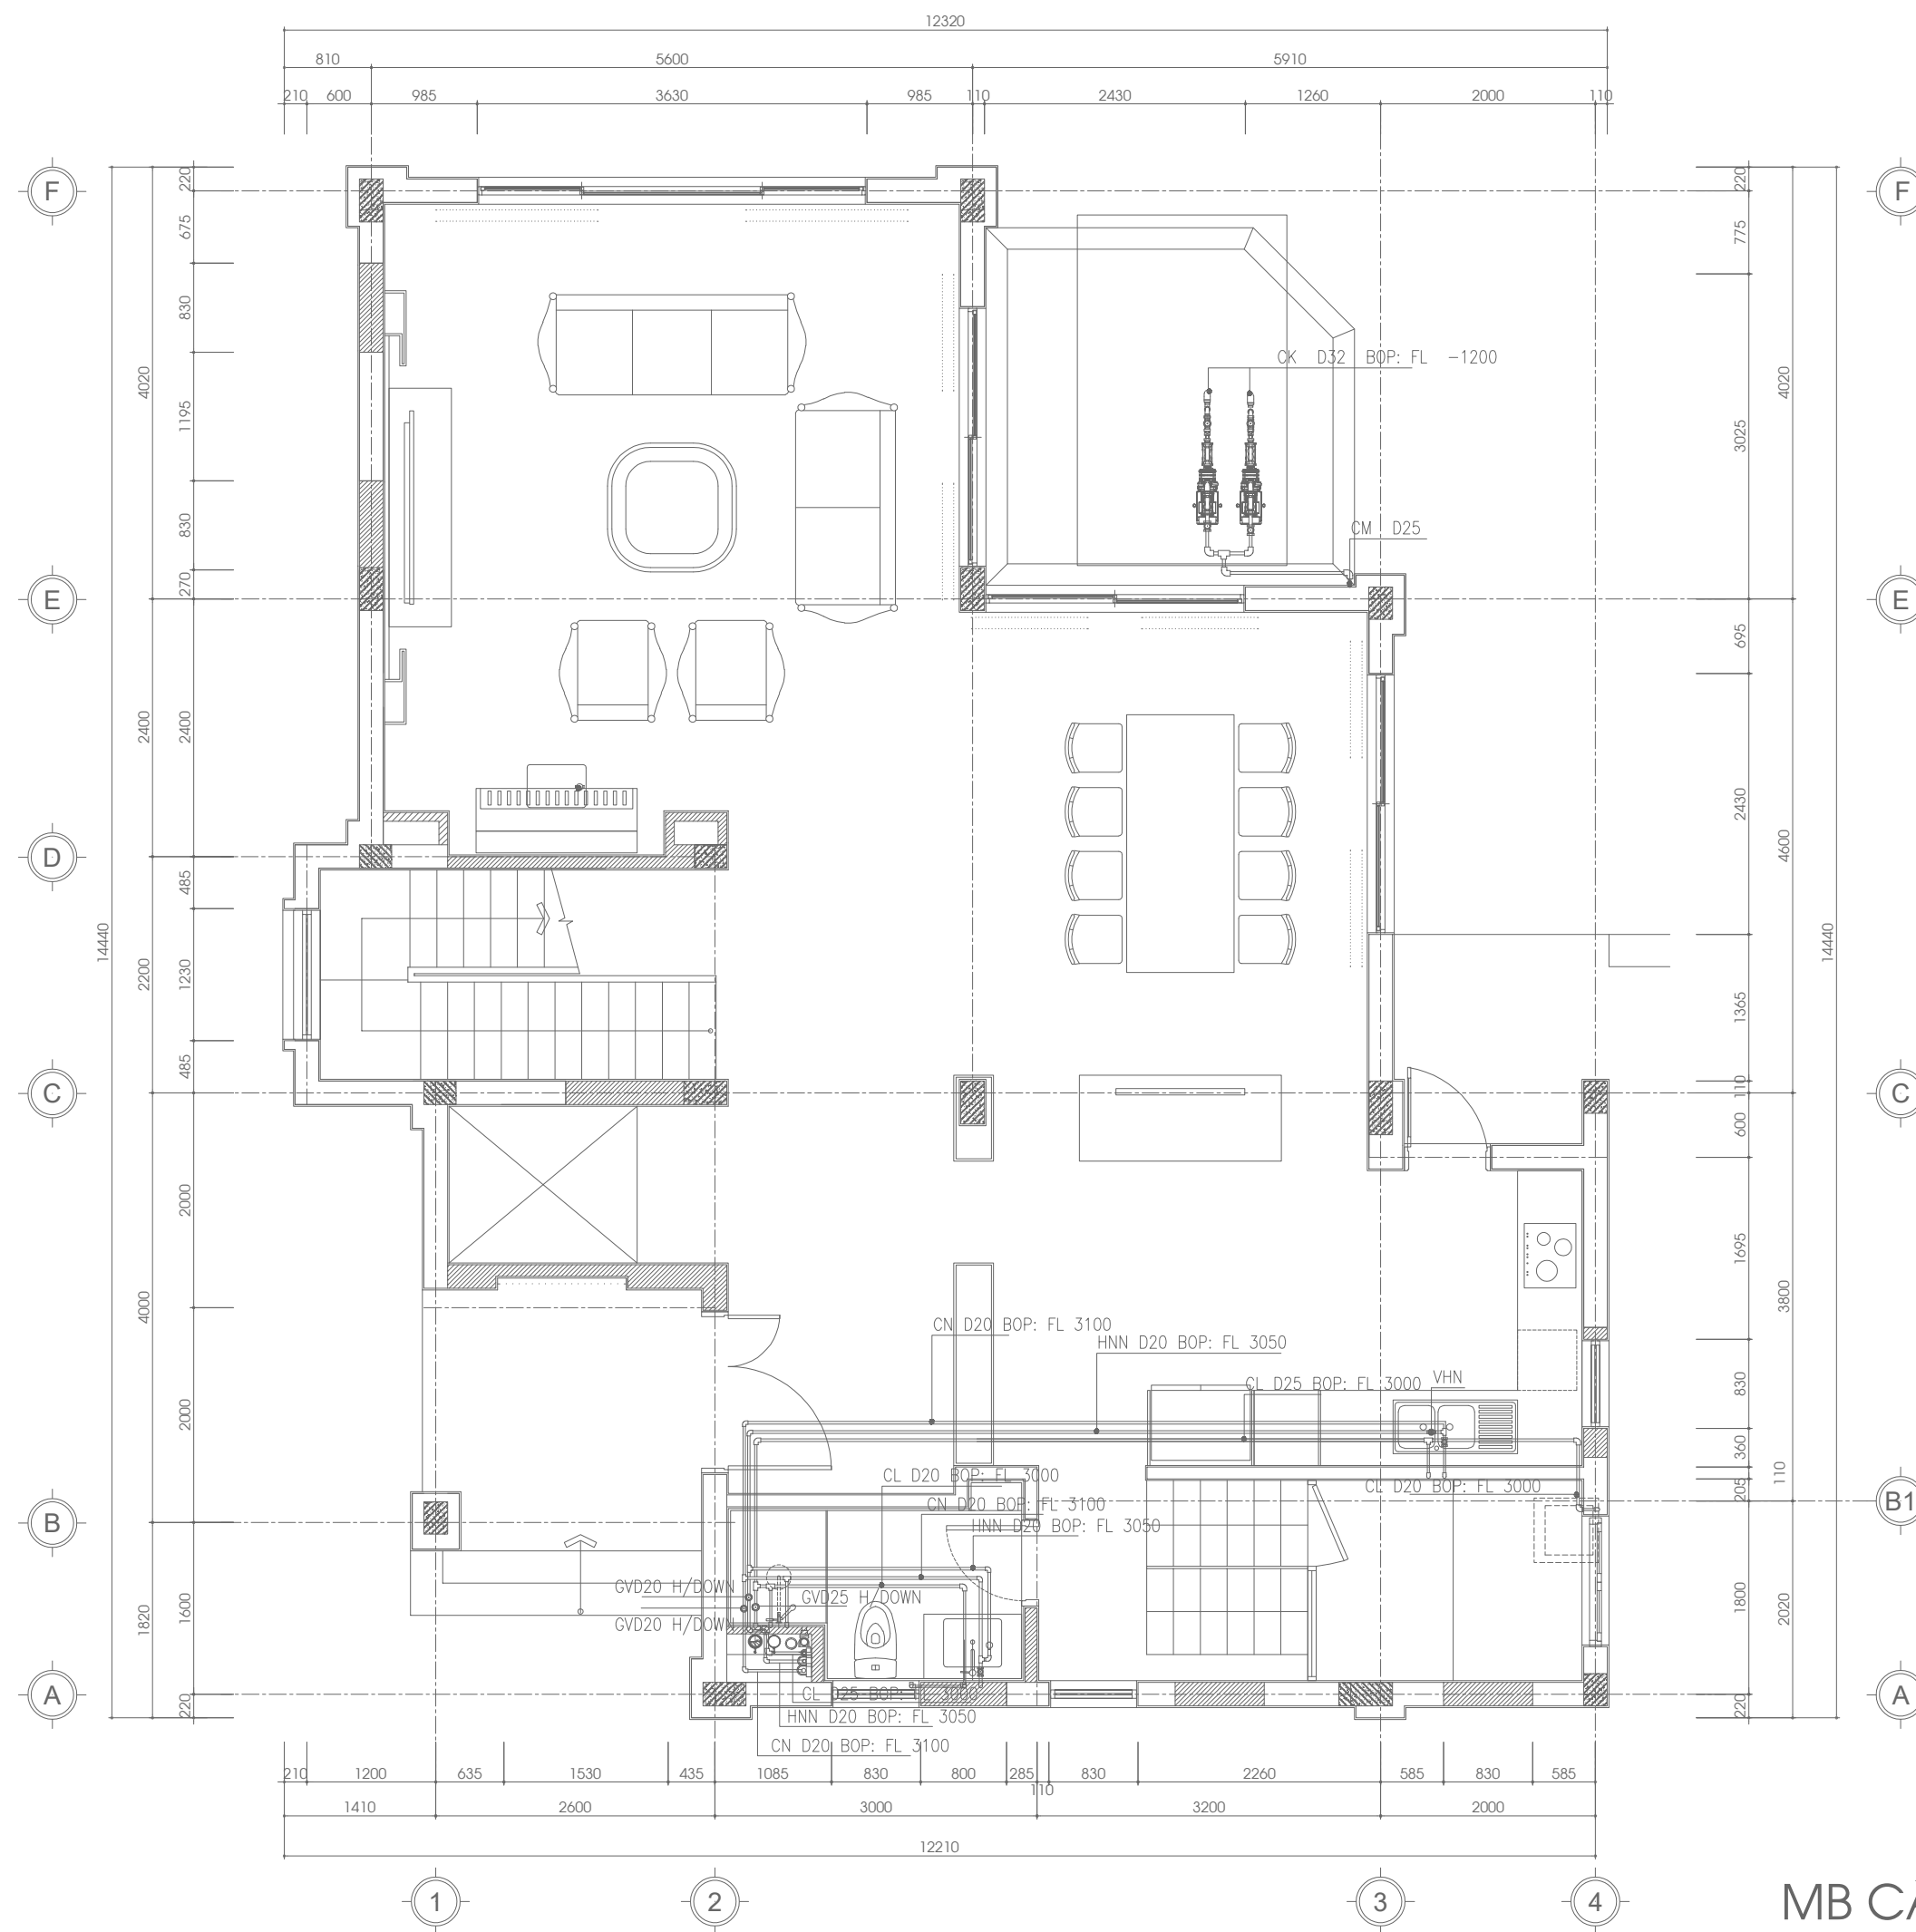 12320
810 5600 5910
210 600 985 3630 985 110 2430 1260 2000 110
F F
220 220
675 775
830
CK D32 BOP: FL -1200
4020 4020
1195 3025
830
CM D25
270
E E
695
2400 2400
2430
D D
485
4600
14440 14440
2200 1230
1365
485
C C
110
600
2000
1695
4000 3800
CN D20 BOP: FL 3100
HNN D20 BOP: FL 3050
CL D25 BOP: FL 3000 VHN
830
2000
360
CL D20 BOP: FL 3000
CL D20 BOP: FL 3000
110
205
CN D20 BOP: FL 3100
B1
B
HNN D20 BOP: FL 3050
GVD20 H/DOWN
GVD25 H/DOWN
1820 1600 1800 2020
GVD20 H/DOWN
A A
CL D25 BOP: FL 3000
220 220
HNN D20 BOP: FL 3050
CN D20 BOP: FL 3100
210 1200 635 1530 435 1085 830 800 285 830 2260 585 830 585
110
1410 2600 3000 3200 2000
12210
1 2 3 4
MB C